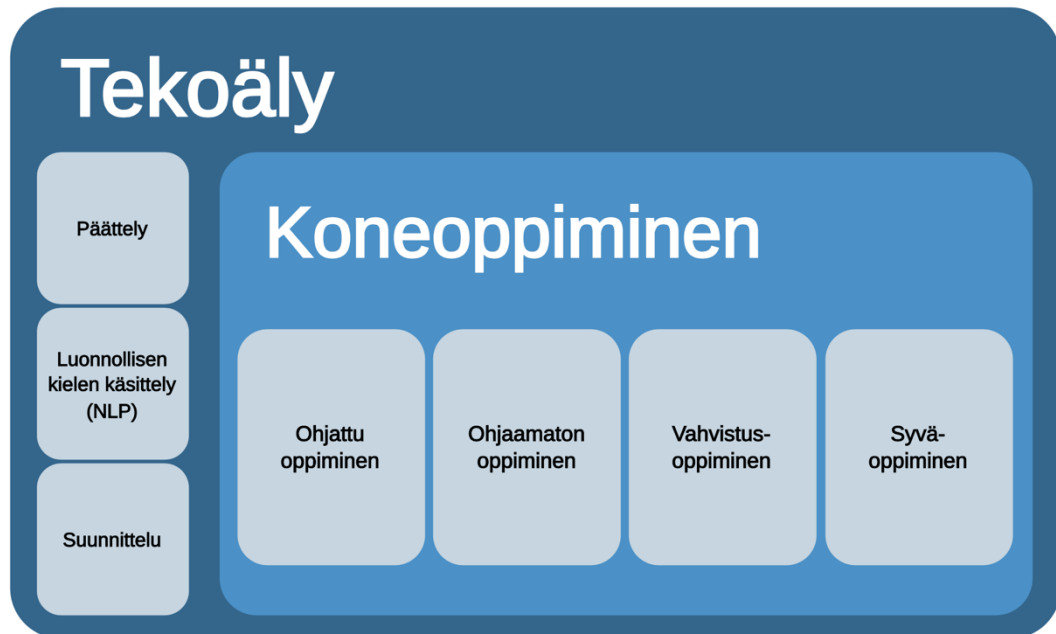 Tekoäly
Päättely
Luonnollisen
kielen käsittely
(NLP)
Suunnittelu
Koneoppiminen
Ohjattu
oppiminen
Ohjaamaton
oppiminen
Vahvistus-
oppiminen
Syvä-
oppiminen